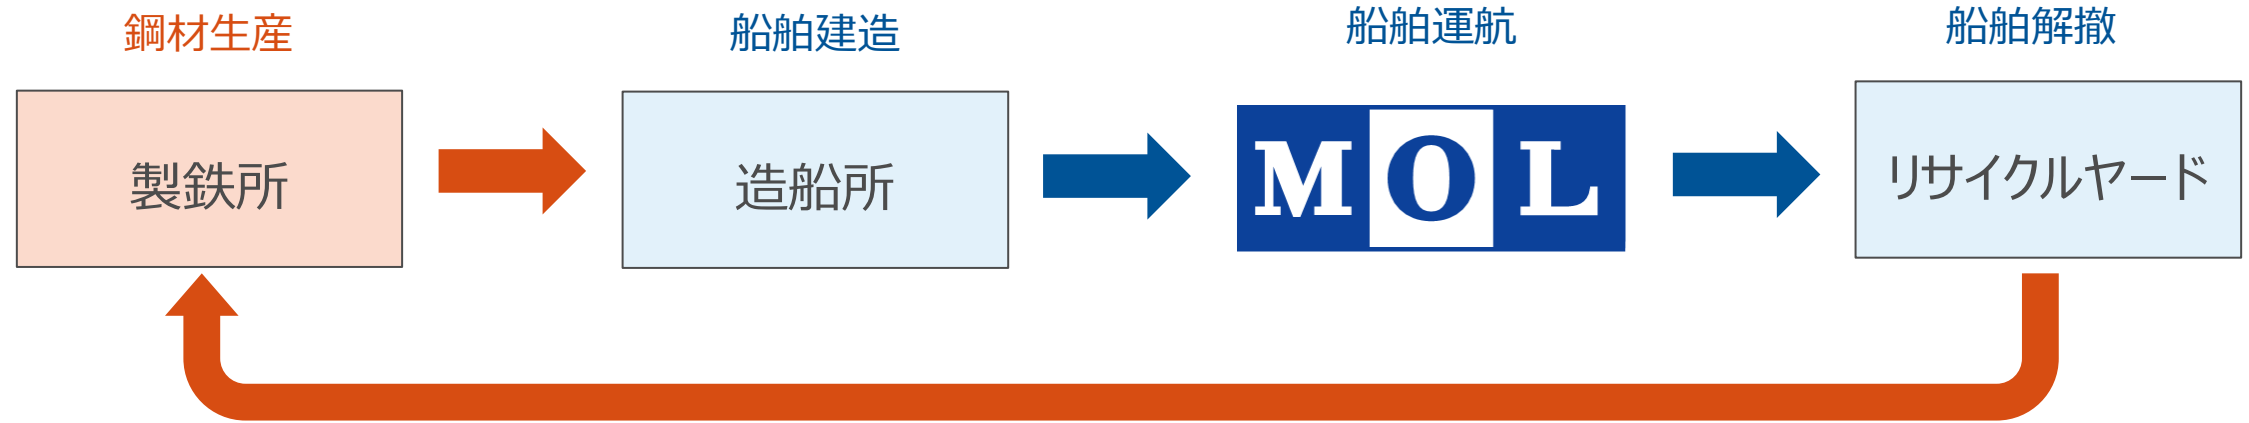 鋼材生産
船舶建造
船舶運航
船舶解撤
製鉄所
造船所
MOL
リサイクルヤード